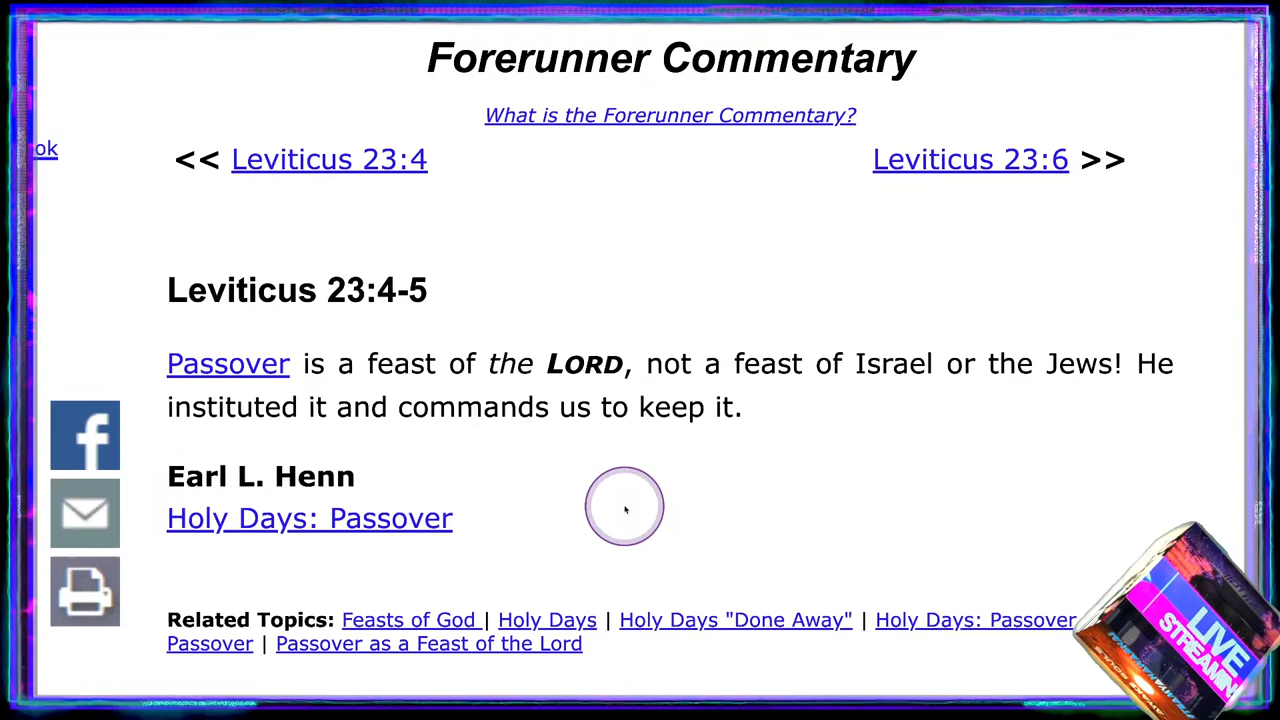 Forerunner Commentary
What is the Forerunner Commentary?
ok
<< Leviticus 23:4
Leviticus 23:6 >>
Leviticus 23:4-5
Passover is a feast of the LORD, not a feast of Israel or the Jews! He
instituted it and commands us to keep it.
Earl L. Henn
Holy Days: Passover
Related Topics: Feasts of God | Holy Days | Holy Days "Done Away" | Holy Days: Passover
Passover | Passover as a Feast of the Lord
LIVE
STREAMIN